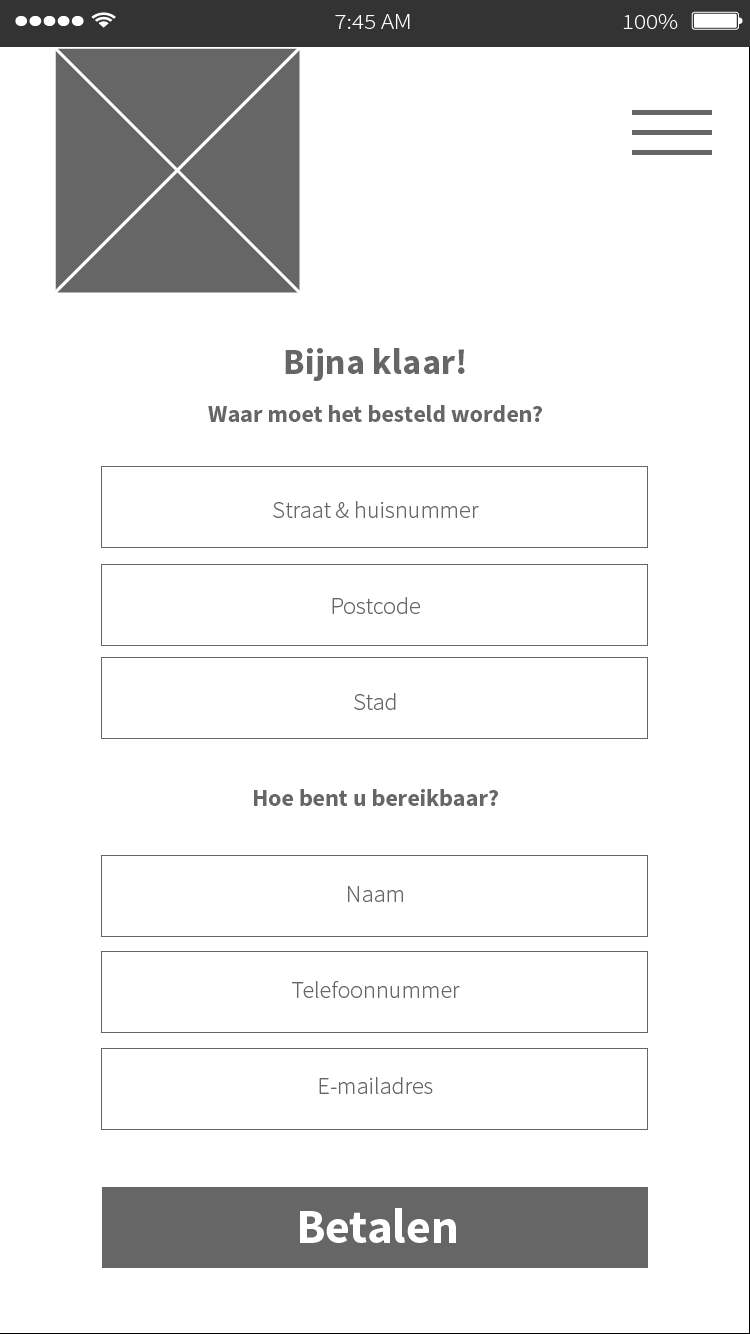 7:45 AM 100%
Bijna klaar!
Waar moet het besteld worden?
Straat & huisnummer
Postcode
Stad
Hoe bent u bereikbaar?
Naam
Telefoonnummer
E-mailadres
Betalen